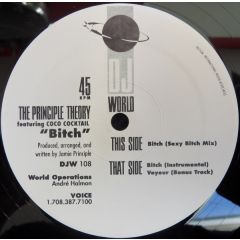 DJ
WORLD
45
RPM
THE PRINCIPLE THEORY
featuring COCO COCKTAIL
"Bitch"
Produced, arranged, and
written by Jamie Principle
DJW 108
World Operations
André Halmon
VOICE
1.708.387.7100
THIS SIDE Bitch (Sexy Bitch Mix)
THAT SIDE Bitch (Instrumental)
Voyeur (Bonus Track)